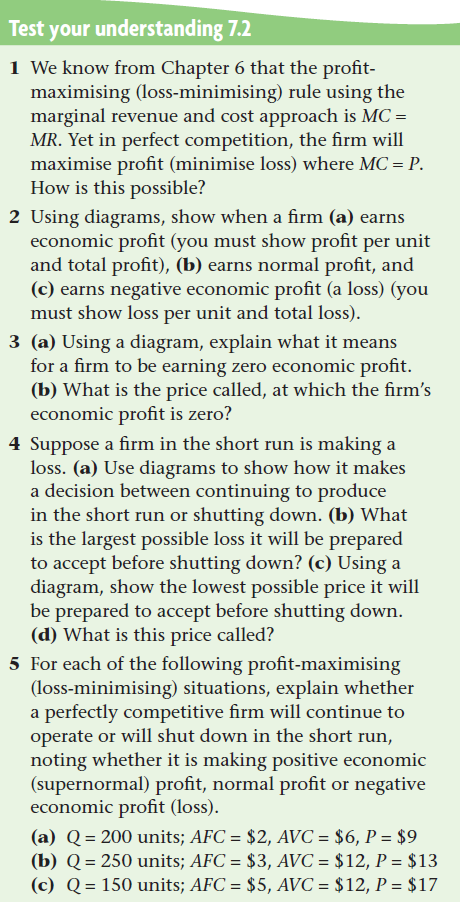 Test your understanding 7.2
1 We know from Chapter 6 that the profit-
maximising (loss-minimising) rule using the
marginal revenue and cost approach is MC =
MR. Yet in perfect competition, the firm will
maximise profit (minimise loss) where MC = P.
How is this possible?
2 Using diagrams, show when a firm (a) earns
economic profit (you must show profit per unit
and total profit), (b) earns normal profit, and
(c) earns negative economic profit (a loss) (you
must show loss per unit and total loss).
3 (a) Using a diagram, explain what it means
for a firm to be earning zero economic profit.
(b) What is the price called, at which the firm's
economic profit is zero?
4 Suppose a firm in the short run is making a
loss. (a) Use diagrams to show how it makes
a decision between continuing to produce
in the short run or shutting down. (b) What
is the largest possible loss it will be prepared
to accept before shutting down? (c) Using a
diagram, show the lowest possible price it will
be prepared to accept before shutting down.
(d) What is this price called?
5 For each of the following profit-maximising
(loss-minimising) situations, explain whether
a perfectly competitive firm will continue to
operate or will shut down in the short run,
noting whether it is making positive economic
(supernormal) profit, normal profit or negative
economic profit (loss).
(a) Q = 200 units; AFC = $2, AVC = $6, P = $9
(b) Q = 250 units; AFC = $3, AVC = $12, P = $13
(c) Q = 150 units; AFC = $5, AVC = $12, P = $17